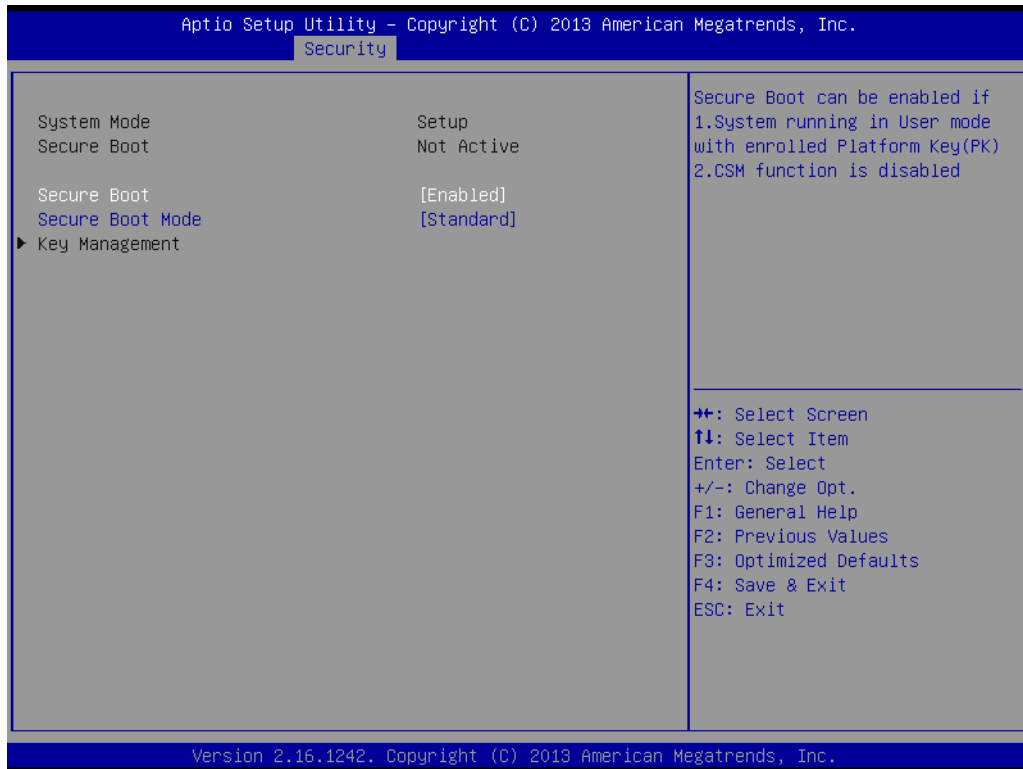 Aptio Setup Utility – Copyright (C) 2013 American Megatrends, Inc.
Security
System Mode Setup
Secure Boot Not Active
Secure Boot [Enabled]
Secure Boot Mode [Standard]
Key Management
Secure Boot can be enabled if
1.System running in User mode
with enrolled Platform Key(PK)
2.CSM function is disabled
→←: Select Screen
↑↓: Select Item
Enter: Select
+/-: Change Opt.
F1: General Help
F2: Previous Values
F3: Optimized Defaults
F4: Save & Exit
ESC: Exit
Version 2.16.1242. Copyright (C) 2013 American Megatrends, Inc.